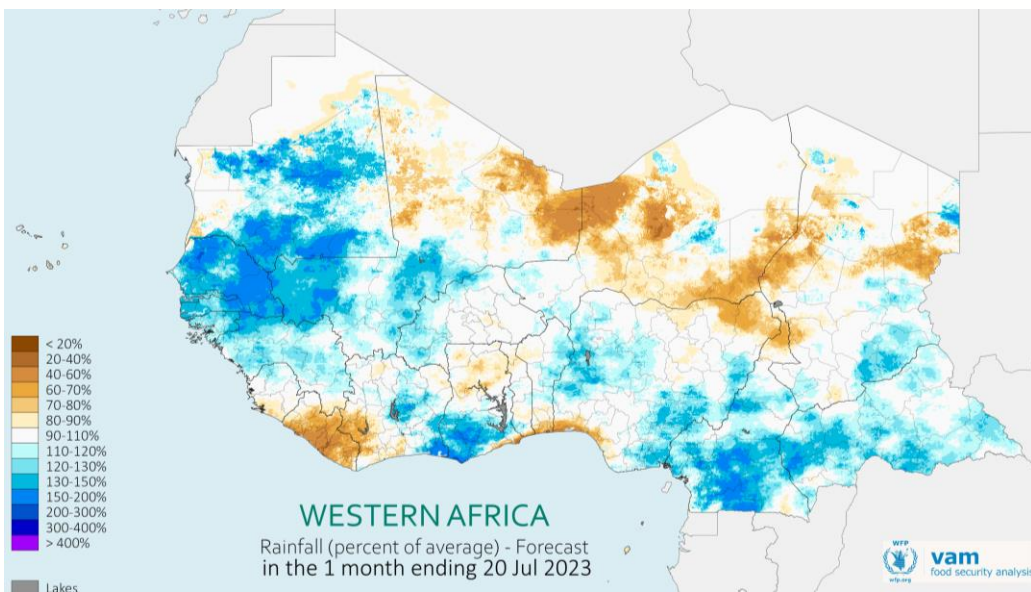 < 20%
20-40%
40-60%
60-70%
70-80%
80-90%
90-110%
110-120%
120-130%
130-150%
150-200%
200-300%
300-400%
> 400%
Lakes
WESTERN AFRICA
Rainfall (percent of average) - Forecast
in the 1 month ending 20 Jul 2023
WFP
wfp.org
vam
food security analysis